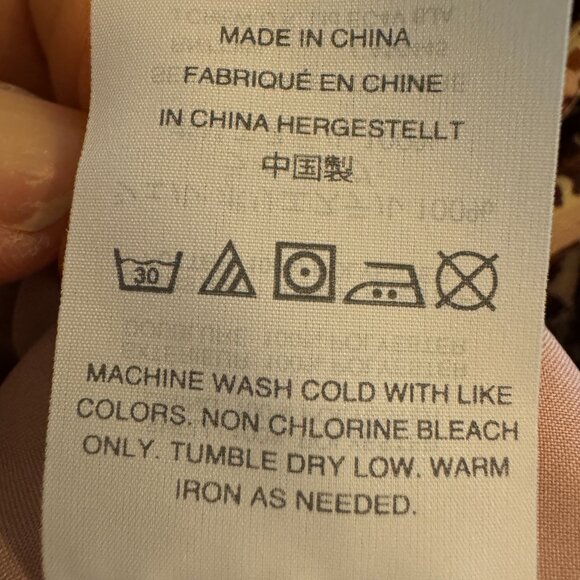 MADE IN CHINA
FABRIQUÉ EN CHINE
IN CHINA HERGESTELLT
中国製
30
MACHINE WASH COLD WITH LIKE
COLORS. NON CHLORINE BLEACH
ONLY. TUMBLE DRY LOW. WARM
IRON AS NEEDED.